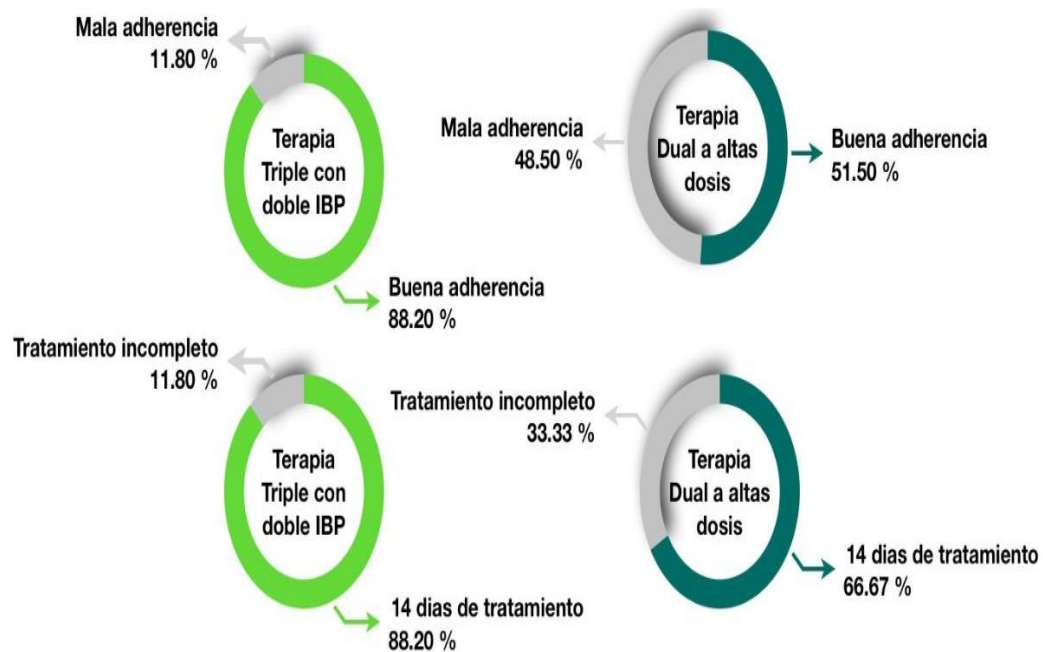 Mala adherencia
11.80 %
Terapia
Triple con
doble IBP
Buena adherencia
88.20 %
Mala adherencia
48.50 %
Terapia
Dual a altas
dosis
Buena adherencia
51.50 %
Tratamiento incompleto
11.80 %
Terapia
Triple con
doble IBP
14 dias de tratamiento
88.20 %
Tratamiento incompleto
33.33 %
Terapia
Dual a altas
dosis
14 dias de tratamiento
66.67 %